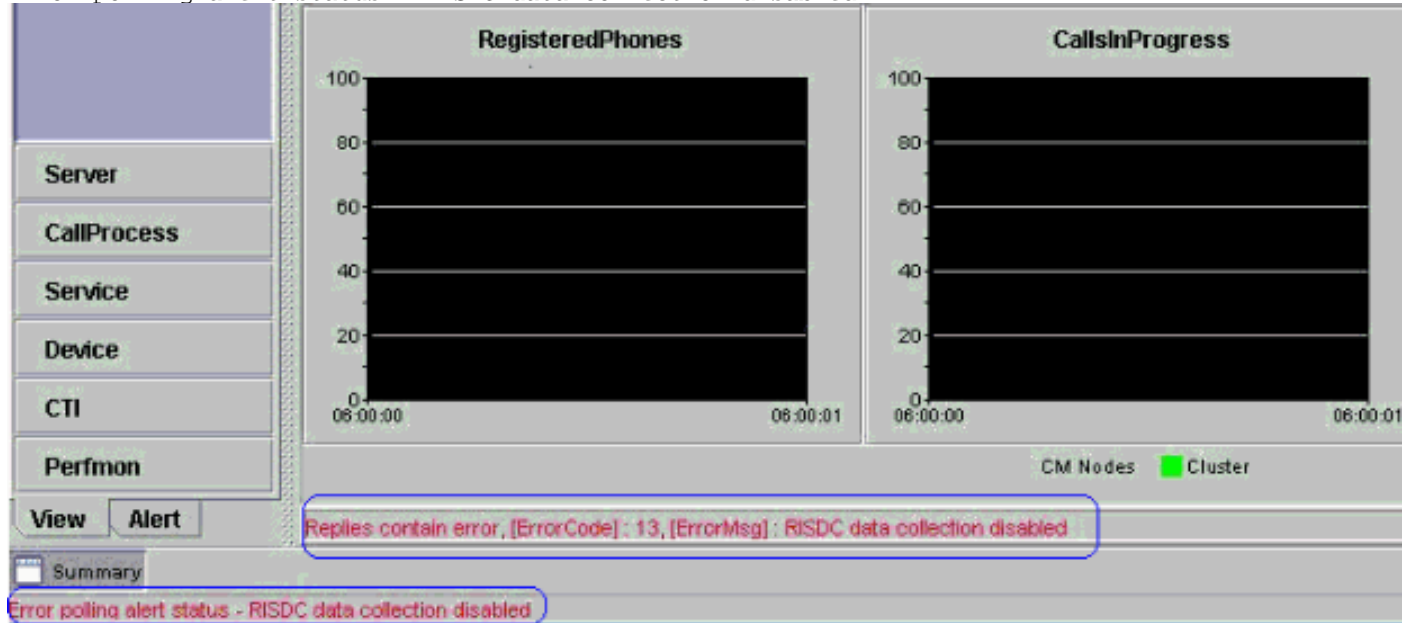 RegisteredPhones
100
80
60
40
20
0
06:00:00 06:00:01
CallsInProgress
100
80
60
40
20
0
06:00:00 06:00:01
CM Nodes Cluster
Server
CallProcess
Service
Device
CTI
Perfmon
View Alert
Replies contain error, [ErrorCode] : 13, [ErrorMsg] : RISDC data collection disabled
Summary
Error polling alert status - RISDC data collection disabled